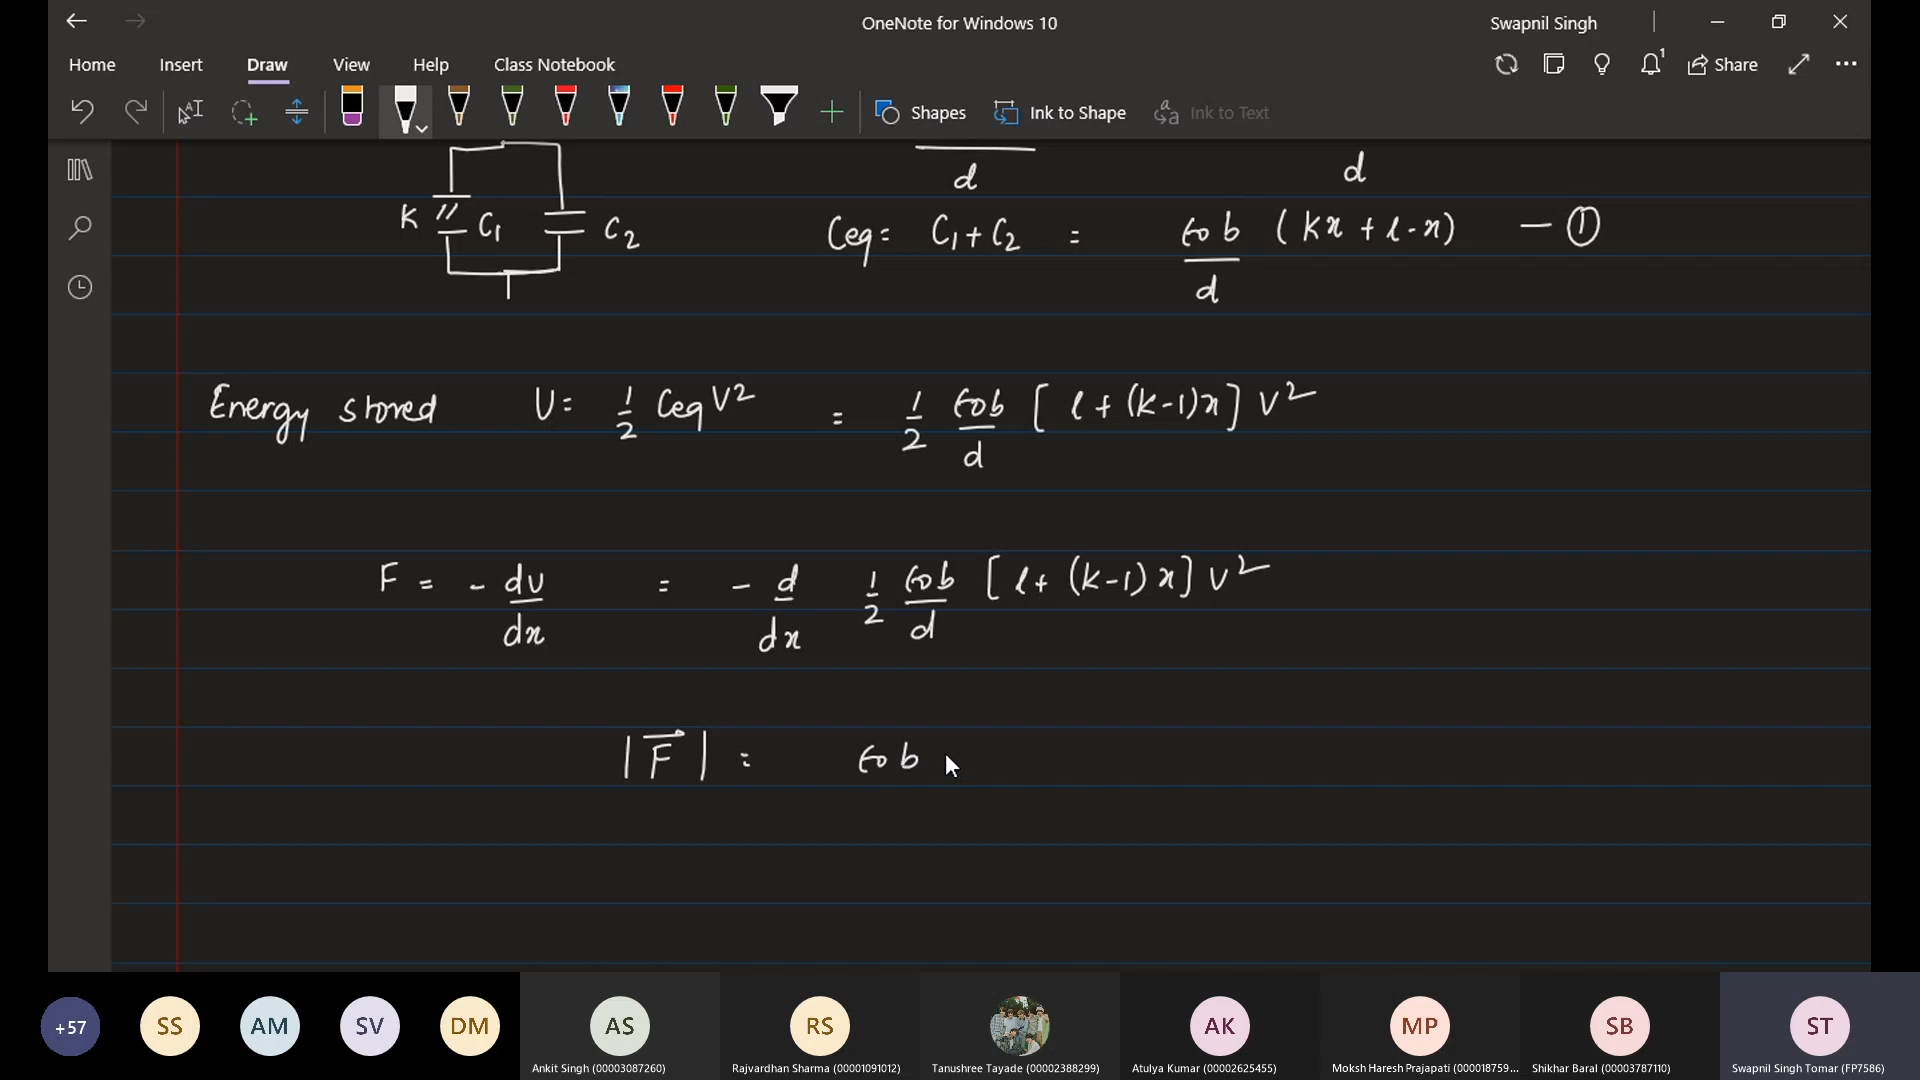 OneNote for Windows 10
Swapnil Singh
Home Insert Draw View Help Class Notebook
1 Share
Shapes Ink to Shape Ink to Text
d d
K C₁ C₂ Ceq = C₁ + C₂ = ε₀b/d (Kx + l - x) — ①
Energy stored U = 1/2 Ceq V² = 1/2 ε₀b/d [l + (k-1)x] V²
F = - dU/dx = - d/dx 1/2 ε₀b/d [l + (k-1)x] V²
|F⃗| = ε₀b
+57 SS AM SV DM AS RS AK MP SB ST
Ankit Singh (00003087260) Rajvardhan Sharma (00001091012) Tanushree Tayade (00002388299) Atulya Kumar (00002625455) Moksh Haresh Prajapati (000018759... Shikhar Baral (00003787110) Swapnil Singh Tomar (FP7586)